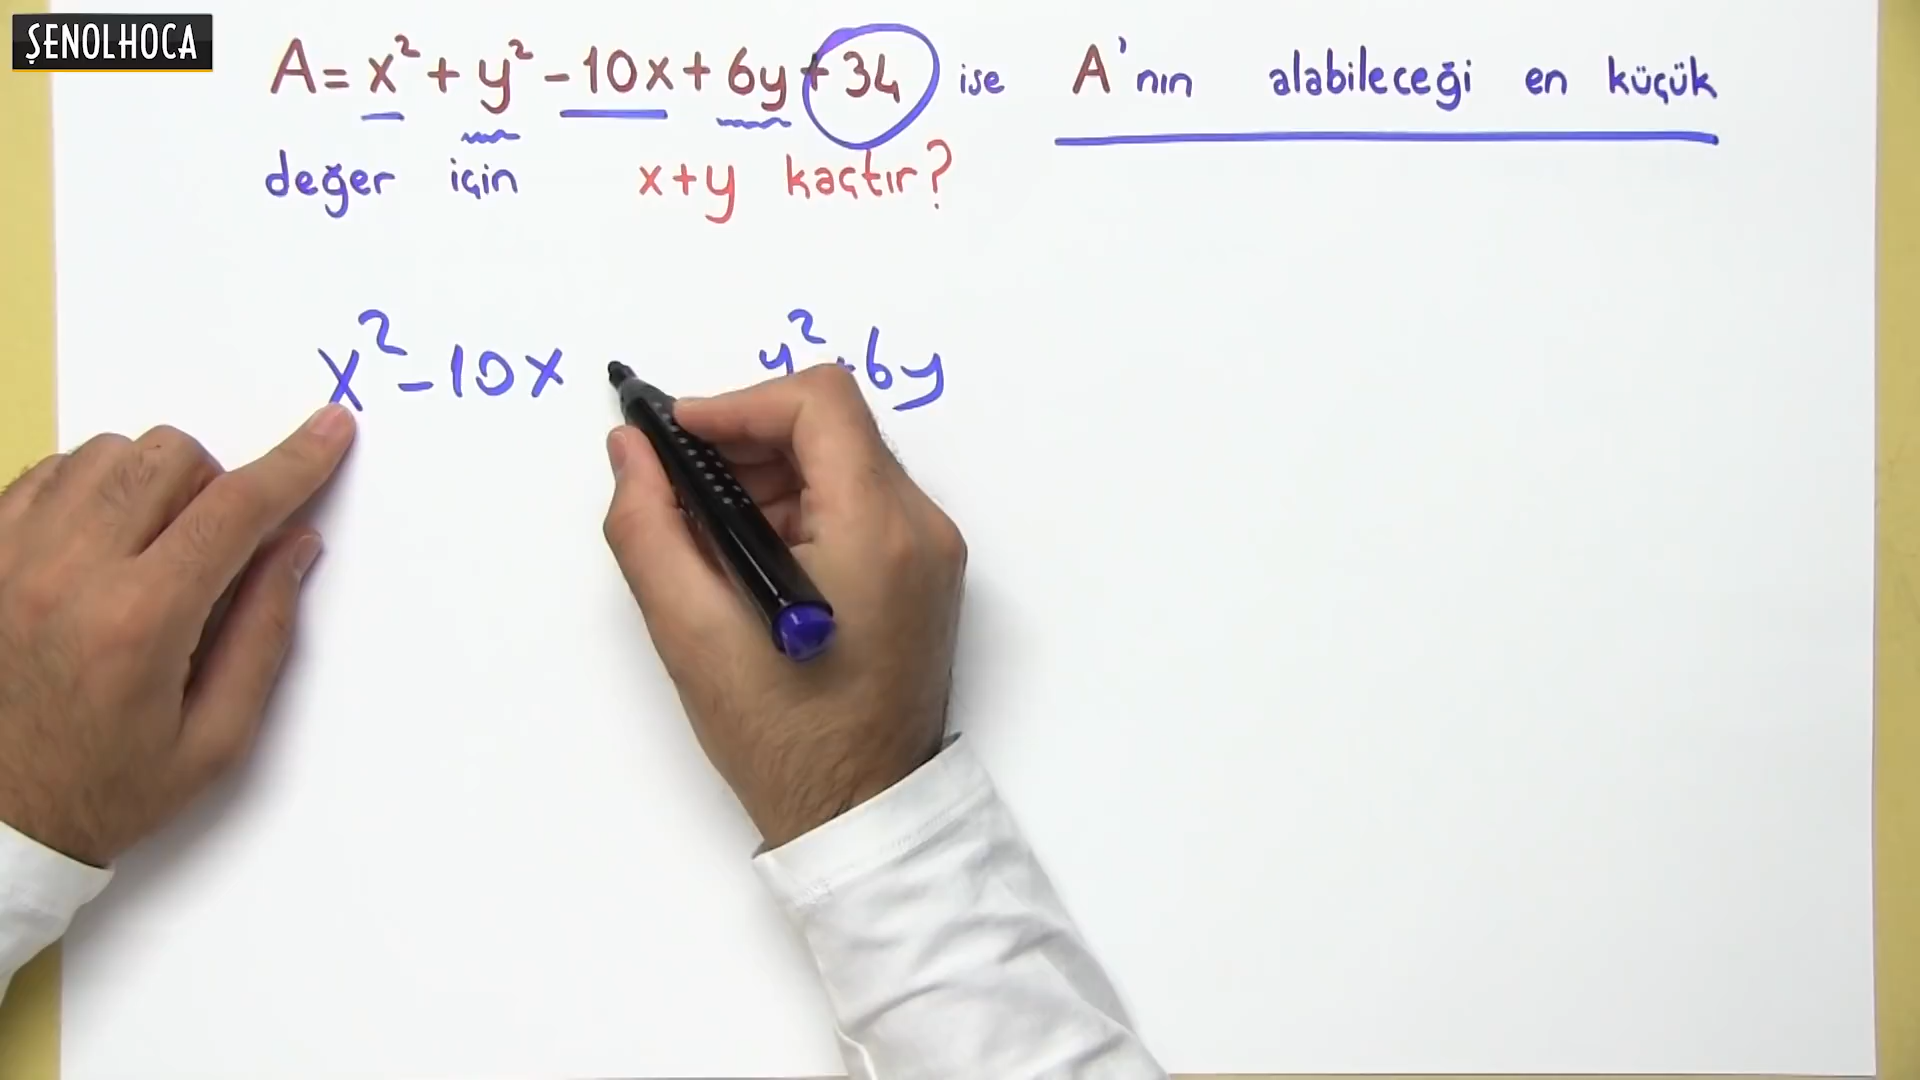 ŞENOLHOCA
A = x² + y² - 10x + 6y + 34 ise A'nın alabileceği en küçük
değer için x+y kaçtır?
x² - 10x y² + 6y